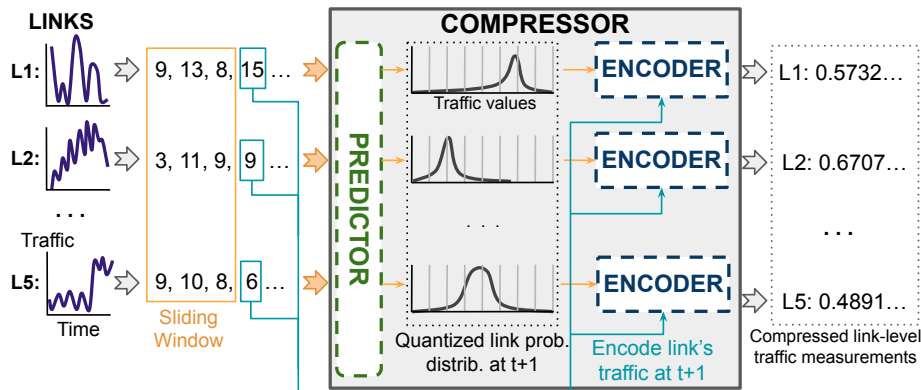 LINKS
COMPRESSOR
L1:
9, 13, 8, 15 ...
Traffic values
ENCODER
L1: 0.5732...
L2:
3, 11, 9, 9 ...
PREDICTOR
ENCODER
L2: 0.6707...
...
Traffic
...
...
L5:
9, 10, 8, 6 ...
ENCODER
L5: 0.4891...
Time
Sliding
Window
Quantized link prob.
distrib. at t+1
Encode link's
traffic at t+1
Compressed link-level
traffic measurements